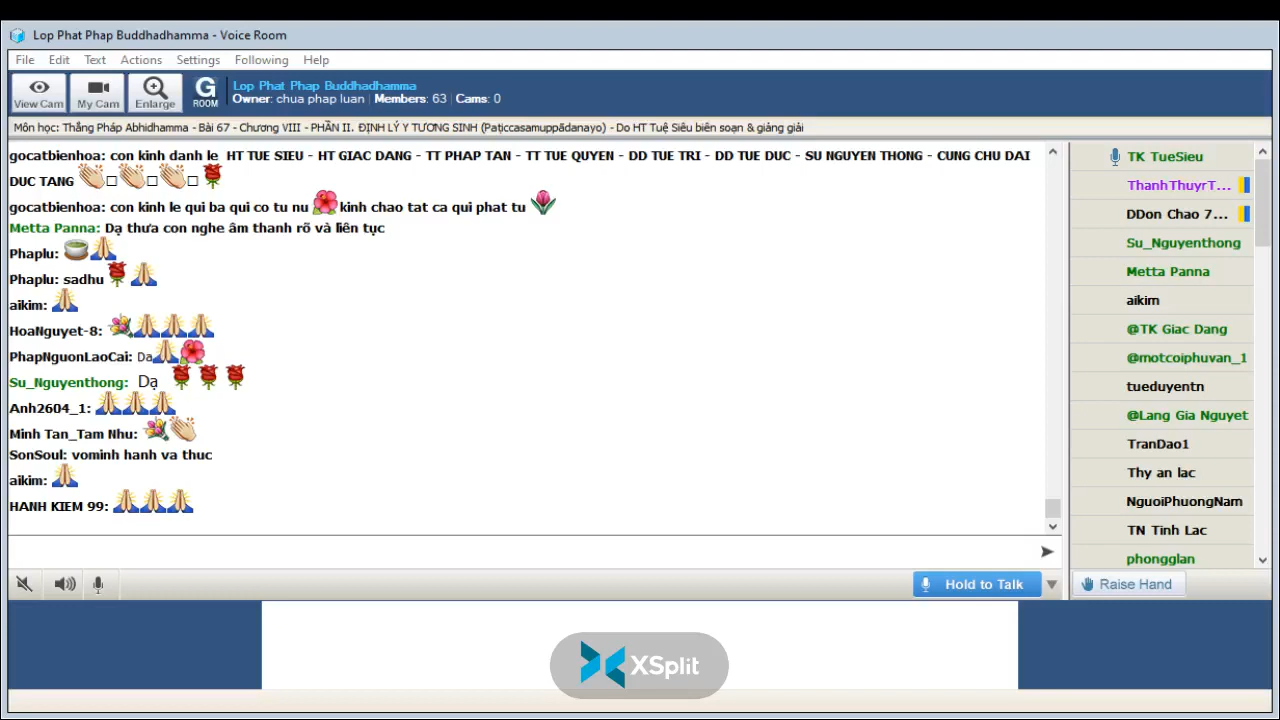 Lop Phat Phap Buddhadhamma - Voice Room
File Edit Text Actions Settings Following Help
View Cam My Cam Enlarge G ROOM
Lop Phat Phap Buddhadhamma
Owner: chua phap luan | Members: 63 | Cams: 0
Môn học: Thắng Pháp Abhidhamma - Bài 67 - Chương VIII - PHẦN II. ĐỊNH LÝ Y TƯƠNG SINH (Paṭiccasamuppādanayo) - Do HT Tuệ Siêu biên soạn & giảng giải
gocatbienhoa: con kinh danh le HT TUE SIEU - HT GIAC DANG - TT PHAP TAN - TT TUE QUYEN - DD TUE TRI - DD TUE DUC - SU NGUYEN THONG - CUNG CHU DAI
DUC TANG 👏□👏□👏□🌹
gocatbienhoa: con kinh le qui ba qui co tu nu 🌺kinh chao tat ca qui phat tu 🌷
Metta Panna: Dạ thưa con nghe âm thanh rõ và liên tục
Phaplu: 🍵🙏
Phaplu: sadhu 🌹🙏
aikim: 🙏
HoaNguyet-8: 💐🙏🙏🙏
PhapNguonLaoCai: Da🙏🌺
Su_Nguyenthong: Dạ 🌹🌹🌹
Anh2604_1: 🙏🙏🙏
Minh Tan_Tam Nhu: 💐👏
SonSoul: vominh hanh va thuc
aikim: 🙏
HANH KIEM 99: 🙏🙏🙏
TK TueSieu
ThanhThuyrT...
DDon Chao 7...
Su_Nguyenthong
Metta Panna
aikim
@TK Giac Dang
@motcoiphuvan_1
tueduyentn
@Lang Gia Nguyet
TranDao1
Thy an lac
NguoiPhuongNam
TN Tinh Lac
phongglan
Hold to Talk
Raise Hand
XSplit